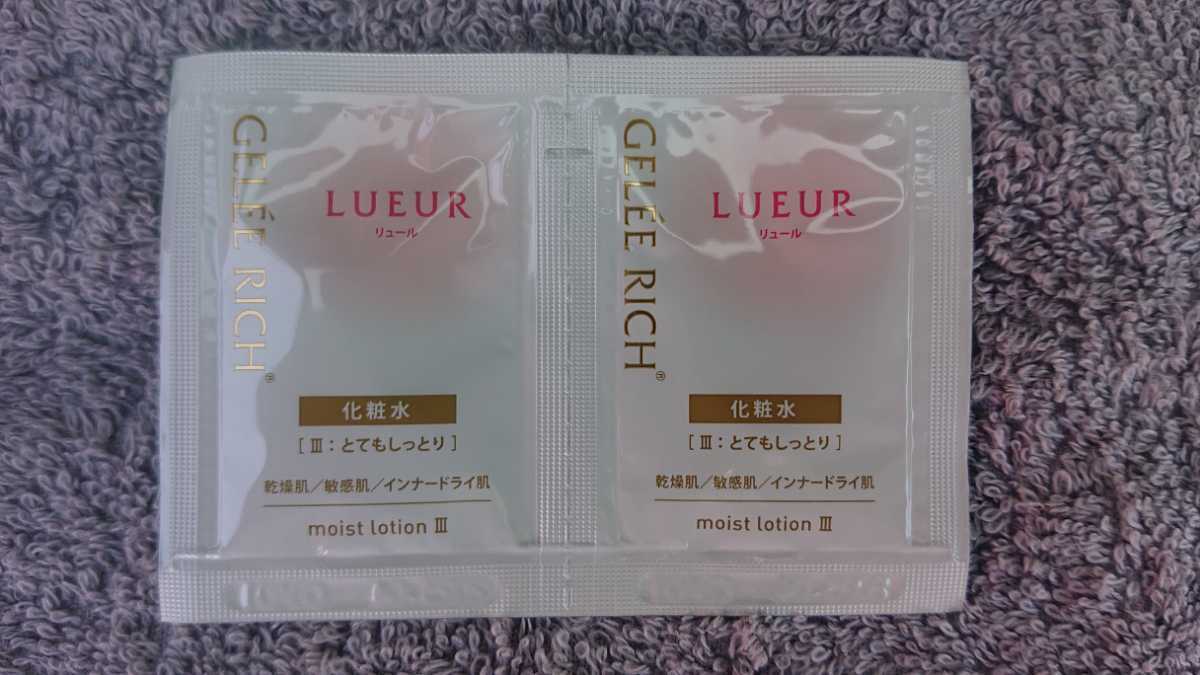 GELÉE RICH®
LUEUR
リュール
化粧水
[ Ⅲ：とてもしっとり ]
乾燥肌／敏感肌／インナードライ肌
moist lotion Ⅲ
GELÉE RICH®
LUEUR
リュール
化粧水
[ Ⅲ：とてもしっとり ]
乾燥肌／敏感肌／インナードライ肌
moist lotion Ⅲ